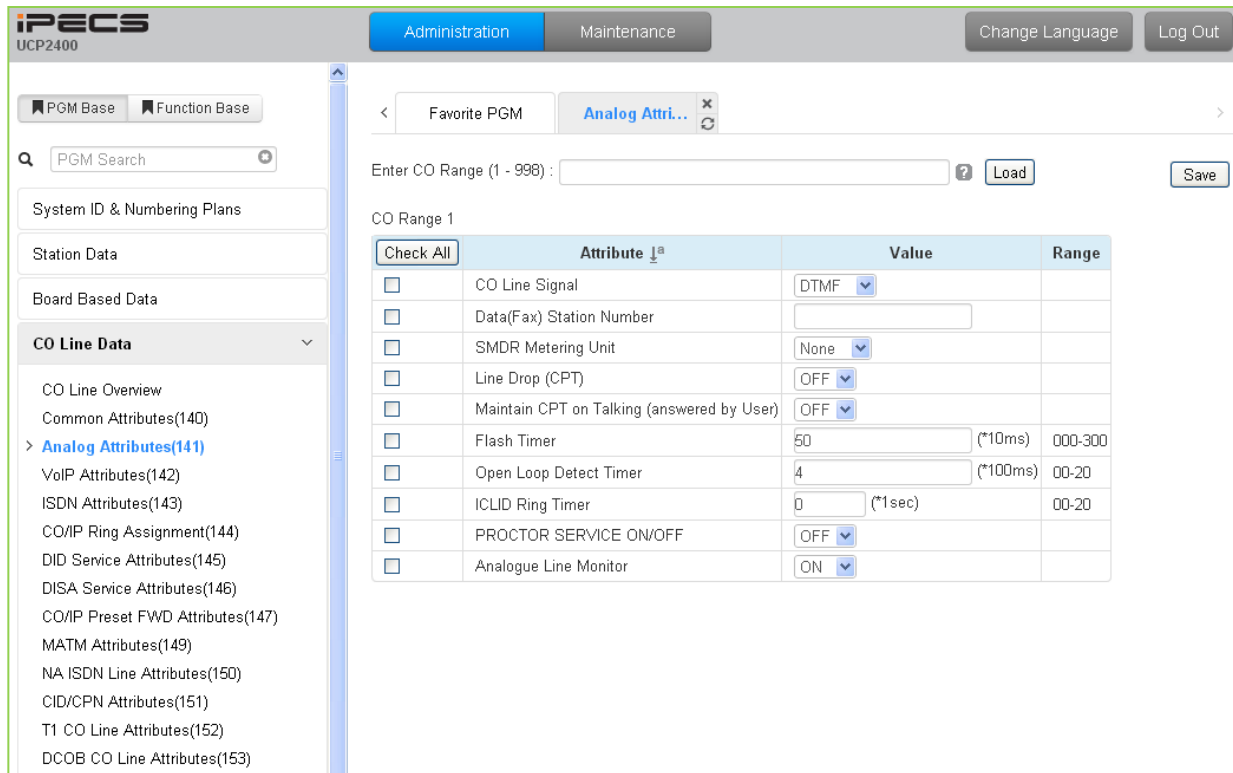 iPECS
UCP2400
Administration Maintenance Change Language Log Out
PGM Base Function Base
PGM Search
System ID & Numbering Plans
Station Data
Board Based Data
CO Line Data
CO Line Overview
Common Attributes(140)
Analog Attributes(141)
VoIP Attributes(142)
ISDN Attributes(143)
CO/IP Ring Assignment(144)
DID Service Attributes(145)
DISA Service Attributes(146)
CO/IP Preset FWD Attributes(147)
MATM Attributes(149)
NA ISDN Line Attributes(150)
CID/CPN Attributes(151)
T1 CO Line Attributes(152)
DCOB CO Line Attributes(153)
Favorite PGM Analog Attri...
Enter CO Range (1 - 998) : ? Load Save
CO Range 1
Check All Attribute Value Range
CO Line Signal DTMF
Data(Fax) Station Number
SMDR Metering Unit None
Line Drop (CPT) OFF
Maintain CPT on Talking (answered by User) OFF
Flash Timer 50 (*10ms) 000-300
Open Loop Detect Timer 4 (*100ms) 00-20
ICLID Ring Timer 0 (*1sec) 00-20
PROCTOR SERVICE ON/OFF OFF
Analogue Line Monitor ON